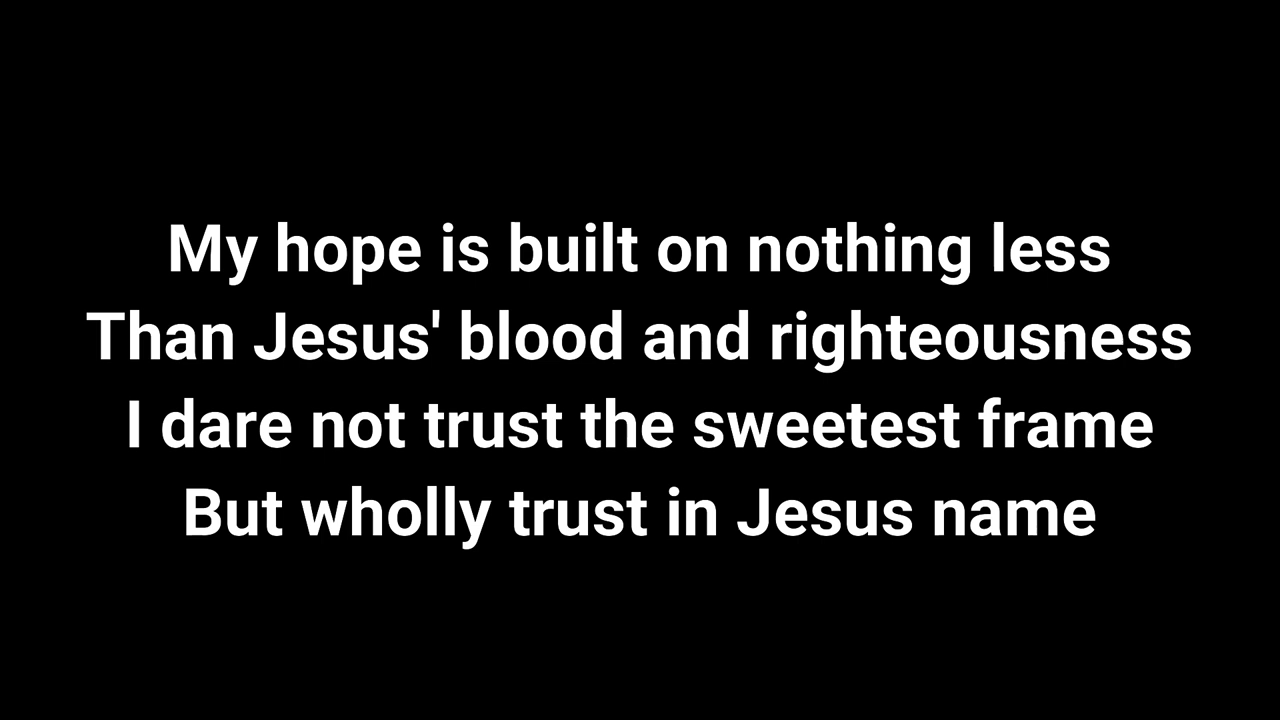 My hope is built on nothing less
Than Jesus' blood and righteousness
I dare not trust the sweetest frame
But wholly trust in Jesus name